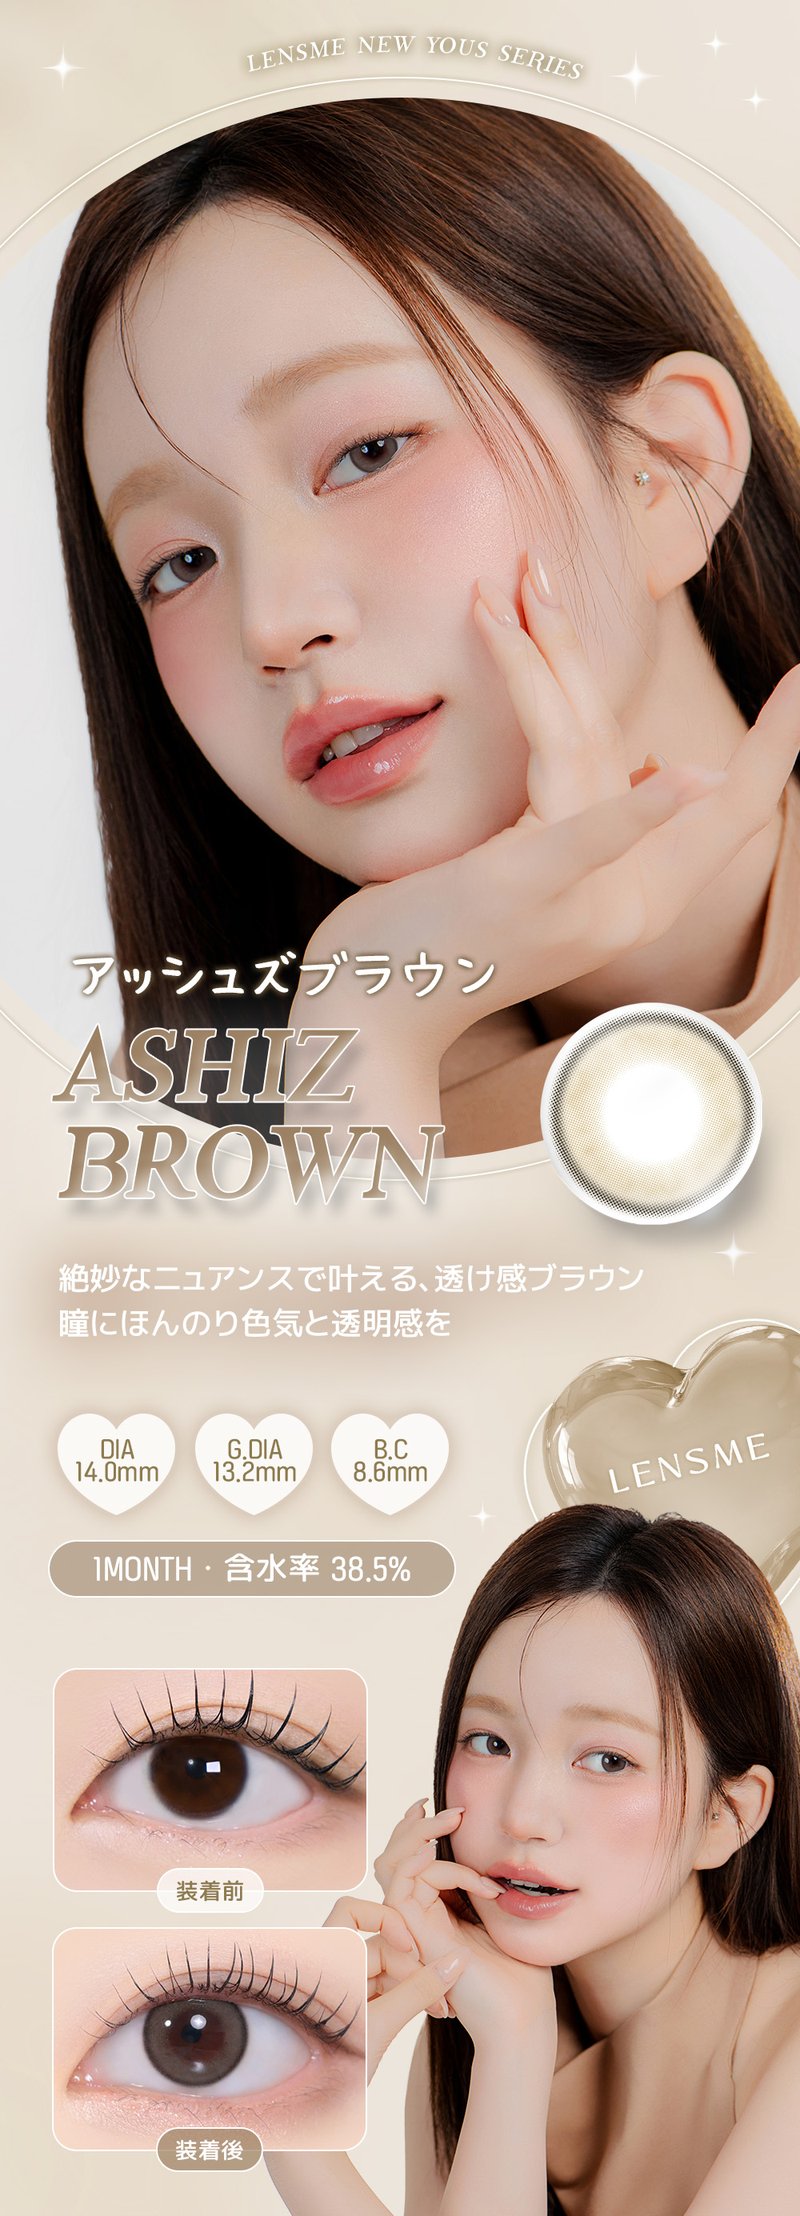 LENSME NEW YOUS SERIES
アッシュズブラウン
ASHIZ
BROWN
絶妙なニュアンスで叶える、透け感ブラウン
瞳にほんのり色気と透明感を
DIA
14.0mm
G.DIA
13.2mm
B.C
8.6mm
LENSME
1MONTH・含水率 38.5%
装着前
装着後